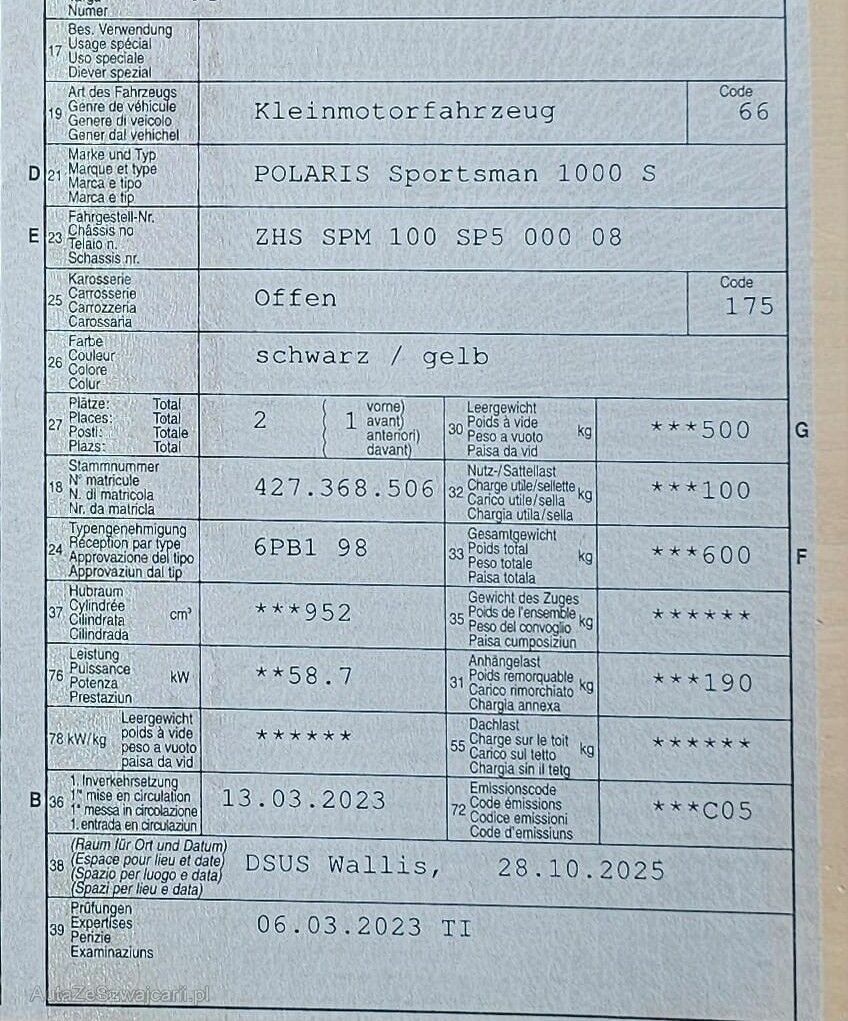 Numer
17
Bes. Verwendung
Usage spécial
Uso speciale
Diever spezial
19
Art des Fahrzeugs
Genre de véhicule
Genere di veicolo
Gener dal vehichel
Kleinmotorfahrzeug
Code
66
D
21
Marke und Typ
Marque et type
Marca e tipo
Marca e tip
POLARIS Sportsman 1000 S
E
23
Fahrgestell-Nr.
Châssis no
Telaio n.
Schassis nr.
ZHS SPM 100 SP5 000 08
25
Karosserie
Carrosserie
Carrozzeria
Carossaria
Offen
Code
175
26
Farbe
Couleur
Colore
Colur
schwarz / gelb
27
Plätze: Total
Places: Total
Posti: Totale
Plazs: Total
2
( 1 vorne)
( avant)
( anteriori)
( davant)
30
Leergewicht
Poids à vide
Peso a vuoto
Paisa da vid
kg
***500
G
18
Stammnummer
N° matricule
N. di matricola
Nr. da matricla
427.368.506
32
Nutz-/Sattellast
Charge utile/sellette
Carico utile/sella
Chargia utila/sella
kg
***100
24
Typengenehmigung
Réception par type
Approvazione del tipo
Approvaziun dal tip
6PB1 98
33
Gesamtgewicht
Poids total
Peso totale
Paisa totala
kg
***600
F
37
Hubraum
Cylindrée
Cilindrata
Cilindrada
cm³
***952
35
Gewicht des Zuges
Poids de l'ensemble
Peso del convoglio
Paisa cumposiziun
kg
******
76
Leistung
Puissance
Potenza
Prestaziun
kW
**58.7
31
Anhängelast
Poids remorquable
Carico rimorchiato
Chargia annexa
kg
***190
78 kW/kg
Leergewicht
poids à vide
peso a vuoto
paisa da vid
******
55
Dachlast
Charge sur le toit
Carico sul tetto
Chargia sin il tetg
kg
******
B
36
1. Inverkehrsetzung
1re mise en circulation
1a messa in circolazione
1. entrada en circulaziun
13.03.2023
72
Emissionscode
Code émissions
Codice emissioni
Code d'emissiuns
***C05
38
(Raum für Ort und Datum)
(Espace pour lieu et date)
(Spazio per luogo e data)
(Spazi per lieu e data)
DSUS Wallis, 28.10.2025
39
Prüfungen
Expertises
Perizie
Examinaziuns
06.03.2023 TI
AutaZeSzwajcarii.pl